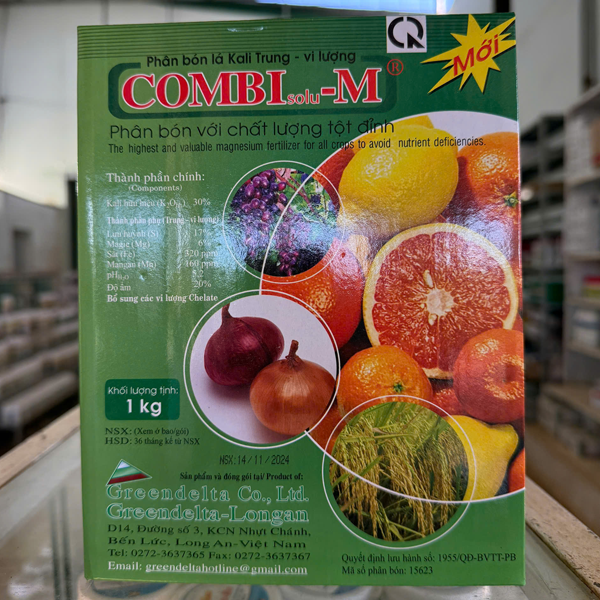 Phân bón lá Kali Trung - vi lượng
Mới
COMBIsolu-M®
Phân bón với chất lượng tột đỉnh
The highest and valuable magnesium fertilizer for all crops to avoid nutrient deficiencies.
Thành phần chính:
(Components)
Kali hữu hiệu (K₂O) 30%
Thành phần phụ (Trung - vi lượng)
Lưu huỳnh (S) 17%
Magiê (Mg) 6%
Sắt (Fe) 320 ppm
Mangan (Mn) 160 ppm
Độ ẩm 20%
Bổ sung các vi lượng Chelate
Khối lượng tịnh:
1 kg
NSX: (Xem ở bao/gói)
HSD: 36 tháng kể từ NSX
NSX: 14/11/2024
Sản phẩm và đóng gói tại/ Product of:
Greendelta Co., Ltd.
Greendelta-Longan
D14, Đường số 3, KCN Nhựt Chánh,
Bến Lức, Long An-Việt Nam
Tel: 0272-3637365 Fax: 0272-3637367
Email: greendeltahotline@gmail.com
Quyết định lưu hành số: 1955/QĐ-BVTT-PB
Mã số phân bón: 15623